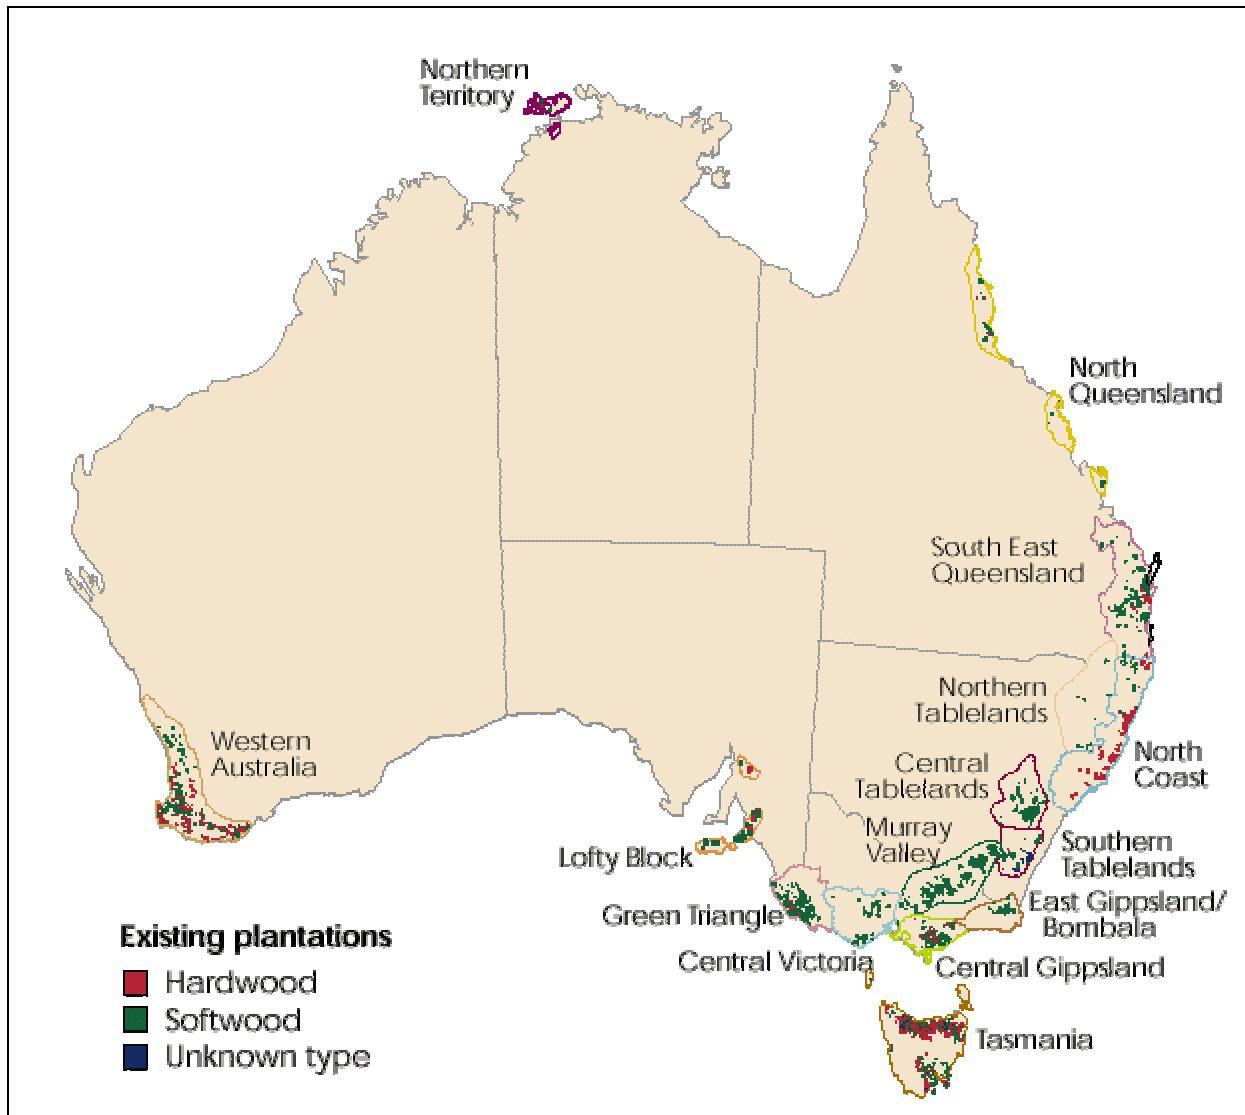 Northern
Territory
North
Queensland
South East
Queensland
Northern
Tablelands
Western
Australia
North
Coast
Central
Tablelands
Murray
Valley
Southern
Tablelands
Lofty Block
Green Triangle
East Gippsland/
Bombala
Central Victoria
Central Gippsland
Tasmania
Existing plantations
Hardwood
Softwood
Unknown type